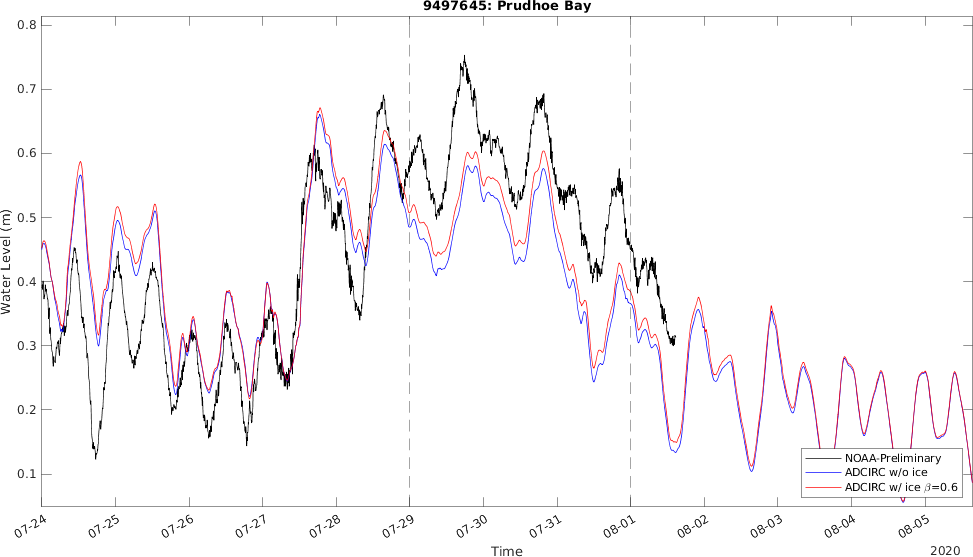 9497645: Prudhoe Bay
0.8
0.7
0.6
0.5
0.4
0.3
0.2
0.1
Water Level (m)
NOAA-Preliminary
ADCIRC w/o ice
ADCIRC w/ ice β=0.6
07-24 07-25 07-26 07-27 07-28 07-29 07-30 07-31 08-01 08-02 08-03 08-04 08-05
Time
2020